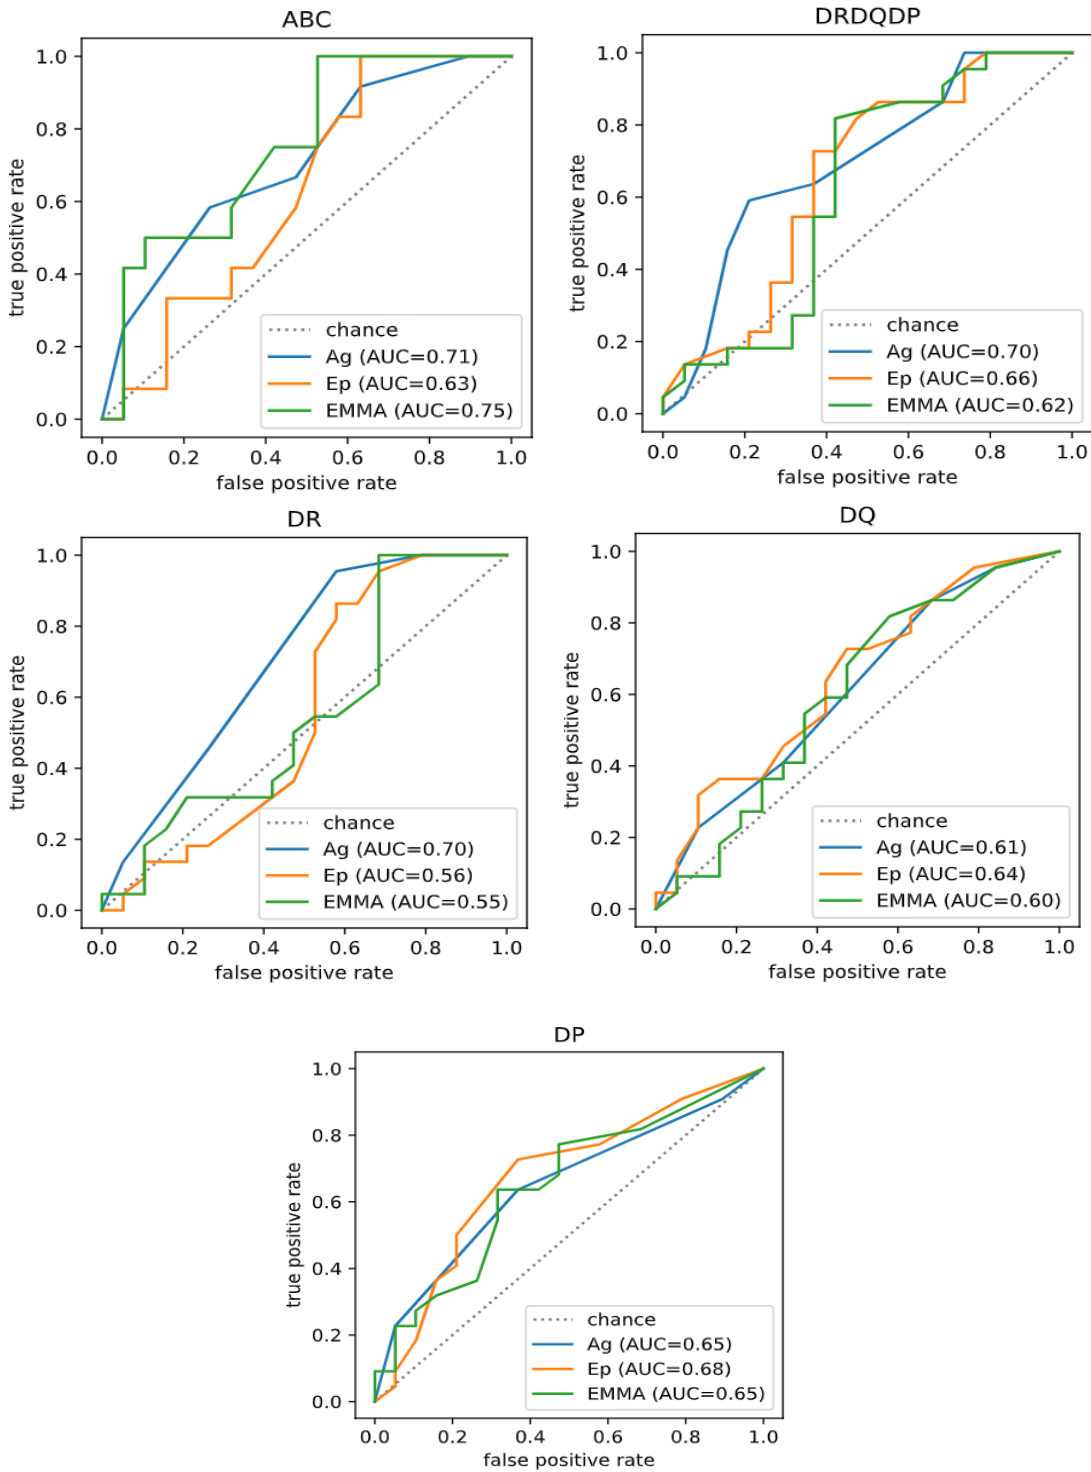 ABC
1.0
0.8
0.6
0.4
0.2
0.0
true positive rate
chance
Ag (AUC=0.71)
Ep (AUC=0.63)
EMMA (AUC=0.75)
0.0 0.2 0.4 0.6 0.8 1.0
false positive rate
DRDQDP
1.0
0.8
0.6
0.4
0.2
0.0
true positive rate
chance
Ag (AUC=0.70)
Ep (AUC=0.66)
EMMA (AUC=0.62)
0.0 0.2 0.4 0.6 0.8 1.0
false positive rate
DR
1.0
0.8
0.6
0.4
0.2
0.0
true positive rate
chance
Ag (AUC=0.70)
Ep (AUC=0.56)
EMMA (AUC=0.55)
0.0 0.2 0.4 0.6 0.8 1.0
false positive rate
DQ
1.0
0.8
0.6
0.4
0.2
0.0
true positive rate
chance
Ag (AUC=0.61)
Ep (AUC=0.64)
EMMA (AUC=0.60)
0.0 0.2 0.4 0.6 0.8 1.0
false positive rate
DP
1.0
0.8
0.6
0.4
0.2
0.0
true positive rate
chance
Ag (AUC=0.65)
Ep (AUC=0.68)
EMMA (AUC=0.65)
0.0 0.2 0.4 0.6 0.8 1.0
false positive rate